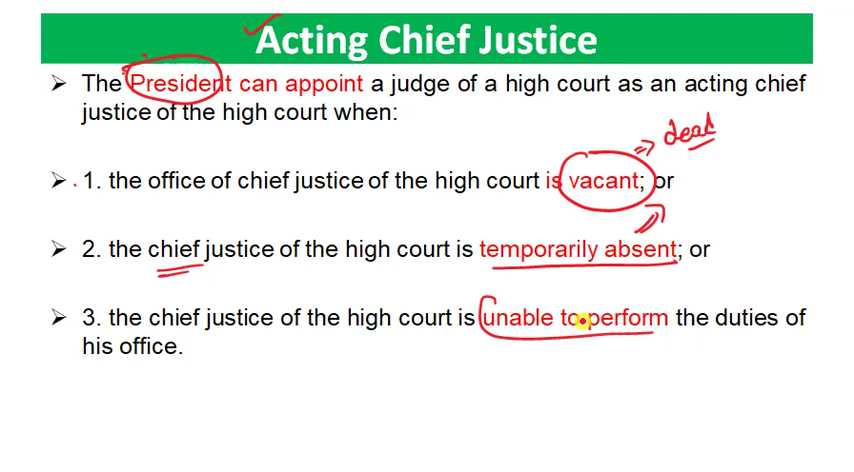 Acting Chief Justice
➢ The President can appoint a judge of a high court as an acting chief
justice of the high court when:
dead
➢ 1. the office of chief justice of the high court is vacant; or
➢ 2. the chief justice of the high court is temporarily absent; or
➢ 3. the chief justice of the high court is unable to perform the duties of
his office.